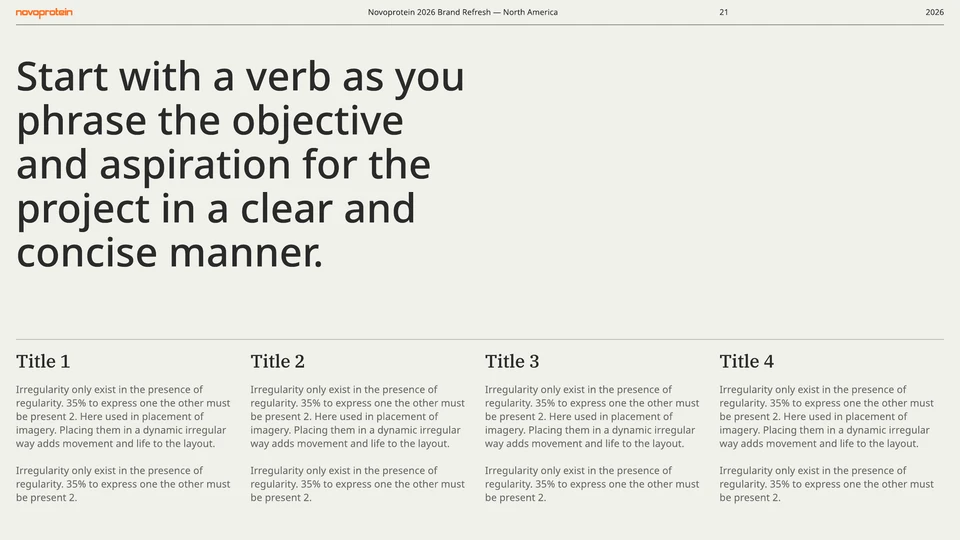 novoprotein
Novoprotein 2026 Brand Refresh — North America
21
2026
Start with a verb as you
phrase the objective
and aspiration for the
project in a clear and
concise manner.
Title 1
Irregularity only exist in the presence of
regularity. 35% to express one the other must
be present 2. Here used in placement of
imagery. Placing them in a dynamic irregular
way adds movement and life to the layout.
Irregularity only exist in the presence of
regularity. 35% to express one the other must
be present 2.
Title 2
Irregularity only exist in the presence of
regularity. 35% to express one the other must
be present 2. Here used in placement of
imagery. Placing them in a dynamic irregular
way adds movement and life to the layout.
Irregularity only exist in the presence of
regularity. 35% to express one the other must
be present 2.
Title 3
Irregularity only exist in the presence of
regularity. 35% to express one the other must
be present 2. Here used in placement of
imagery. Placing them in a dynamic irregular
way adds movement and life to the layout.
Irregularity only exist in the presence of
regularity. 35% to express one the other must
be present 2.
Title 4
Irregularity only exist in the presence of
regularity. 35% to express one the other must
be present 2. Here used in placement of
imagery. Placing them in a dynamic irregular
way adds movement and life to the layout.
Irregularity only exist in the presence of
regularity. 35% to express one the other must
be present 2.